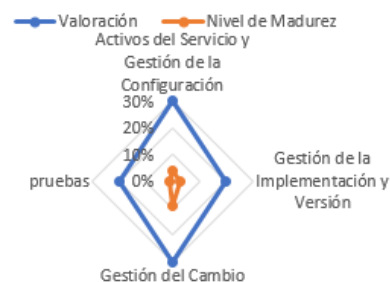 Valoración Nivel de Madurez
Activos del Servicio y
Gestión de la
Configuración
30%
20%
10%
0%
pruebas
Gestión de la
Implementación y
Versión
Gestión del Cambio